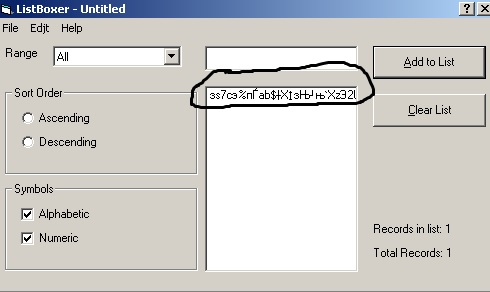 ListBoxer - Untitled
File Edit Help
Range All Add to List
Clear List
Sort Order
Ascending
Descending
Symbols
Alphabetic
Numeric
Records in list: 1
Total Records: 1